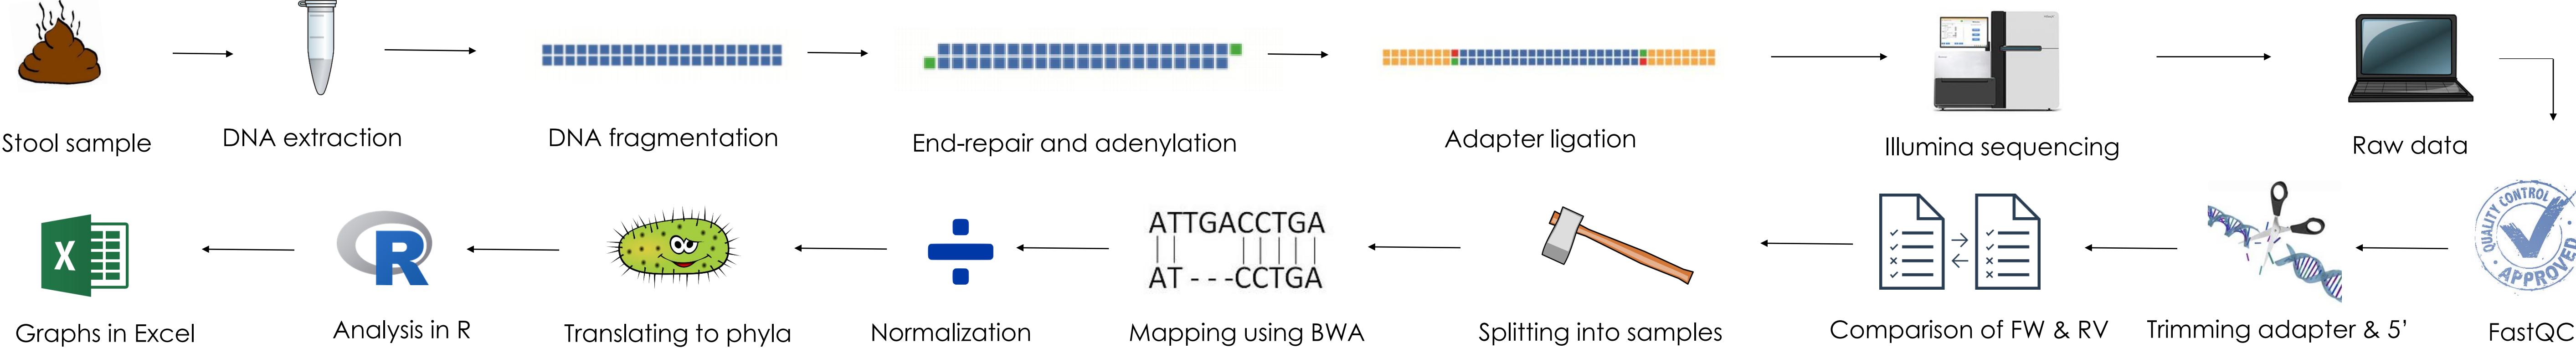 Stool sample
DNA extraction
DNA fragmentation
End-repair and adenylation
Adapter ligation
Illumina sequencing
Raw data
QUALITY CONTROL
APPROVED
FastQC
Trimming adapter & 5’
Comparison of FW & RV
Splitting into samples
ATTGACCTGA
AT - - -CCTGA
Mapping using BWA
Normalization
Translating to phyla
R
Analysis in R
X
Graphs in Excel